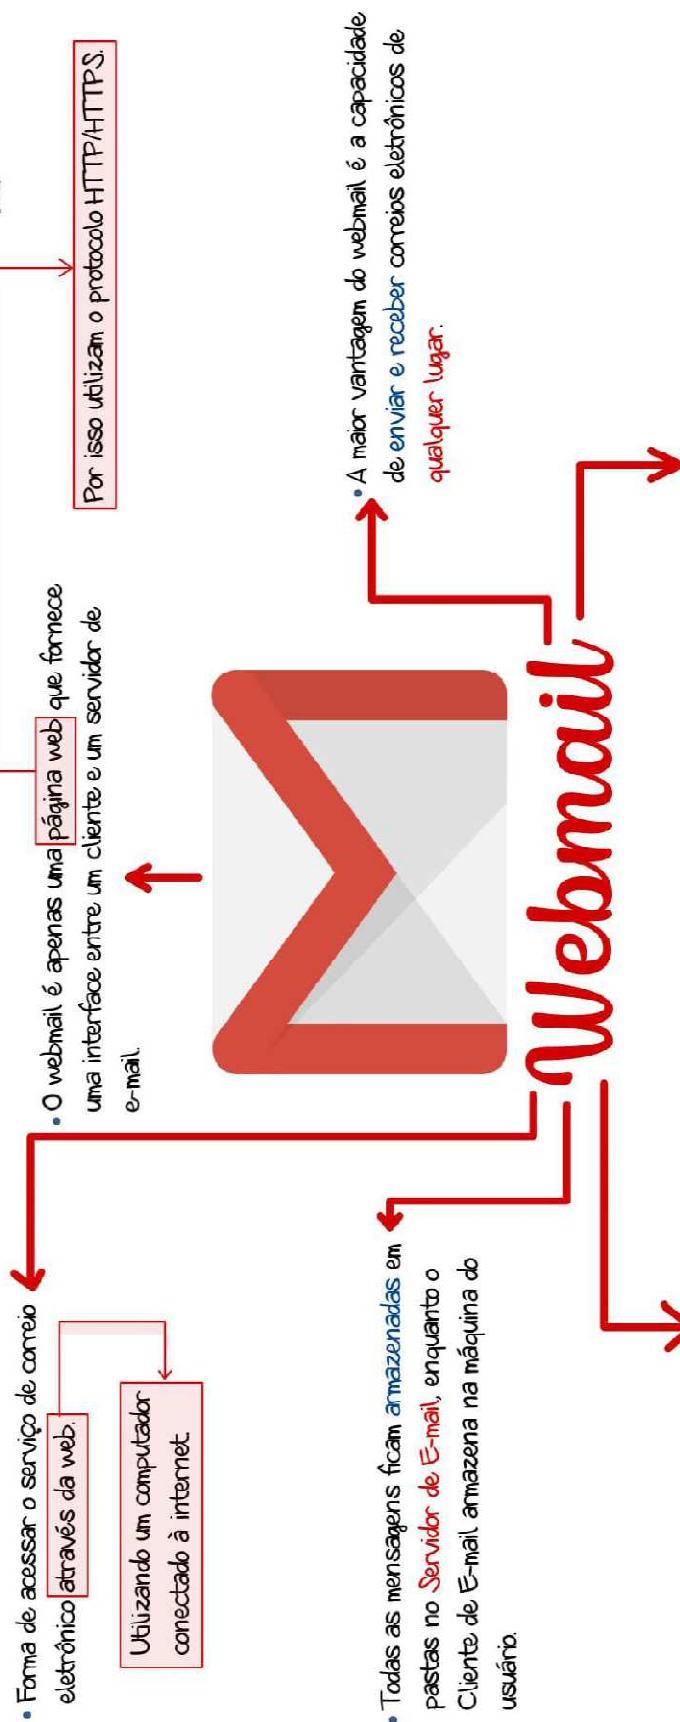 • Forma de acessar o serviço de correio
eletrônico através da web.
Utilizando um computador
conectado à internet.
• O webmail é apenas uma página web que fornece
uma interface entre um cliente e um servidor de
e-mail.
Por isso utilizam o protocolo HTTP/HTTPS.
• Todas as mensagens ficam armazenadas em
pastas no Servidor de E-mail, enquanto o
Cliente de E-mail armazena na máquina do
usuário.
• A maior vantagem do webmail é a capacidade
de enviar e receber correios eletrônicos de
qualquer lugar.
Webmail